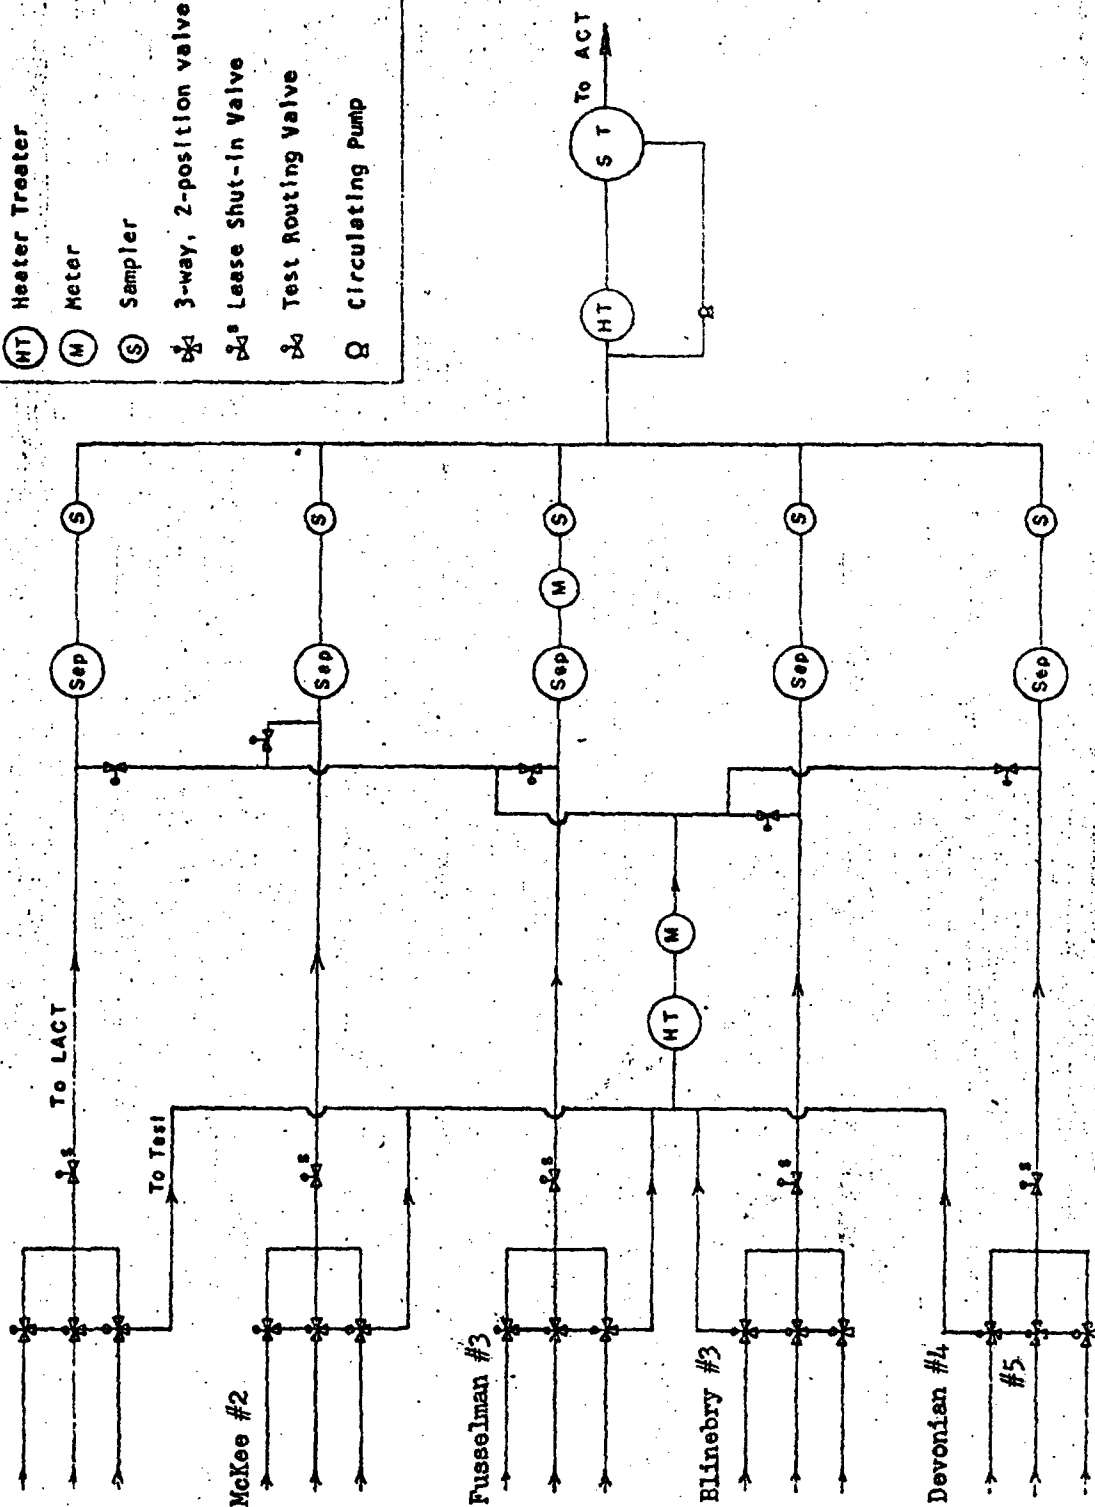 HT Heater Treater
M Meter
S Sampler
3-way, 2-position valve
s Lease Shut-in Valve
Test Routing Valve
Circulating Pump
To ACT
S T
HT
S
S
S
S
S
M
Sep
Sep
Sep
Sep
Sep
M
HT
To LACT
To Test
s
s
s
s
s
McKee #2
Fusselman #3
Blinebry #3
Devonian #4
#5